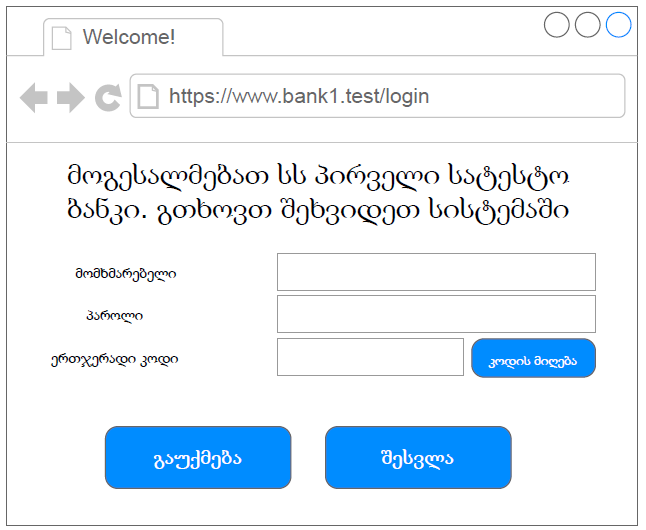 Welcome!
https://www.bank1.test/login
მოგესალმებათ სს პირველი სატესტო
ბანკი. გთხოვთ შეხვიდეთ სისტემაში
მომხმარებელი
პაროლი
ერთჯერადი კოდი
კოდის მიღება
გაუქმება
შესვლა